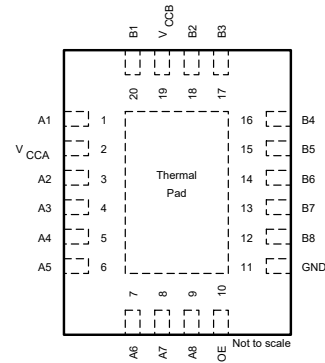 B1
V CCB
B2
B3
20
19
18
17
A1 1
V CCA 2
A2 3
A3 4
A4 5
A5 6
Thermal
Pad
16 B4
15 B5
14 B6
13 B7
12 B8
11 GND
7
8
9
10
A6
A7
A8
OE
Not to scale